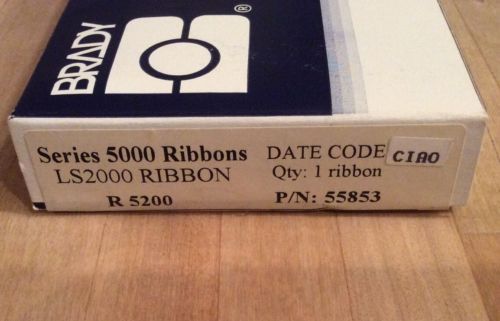 BRADY
®
Series 5000 Ribbons DATE CODE CIAO
LS2000 RIBBON Qty: 1 ribbon
R 5200 P/N: 55853